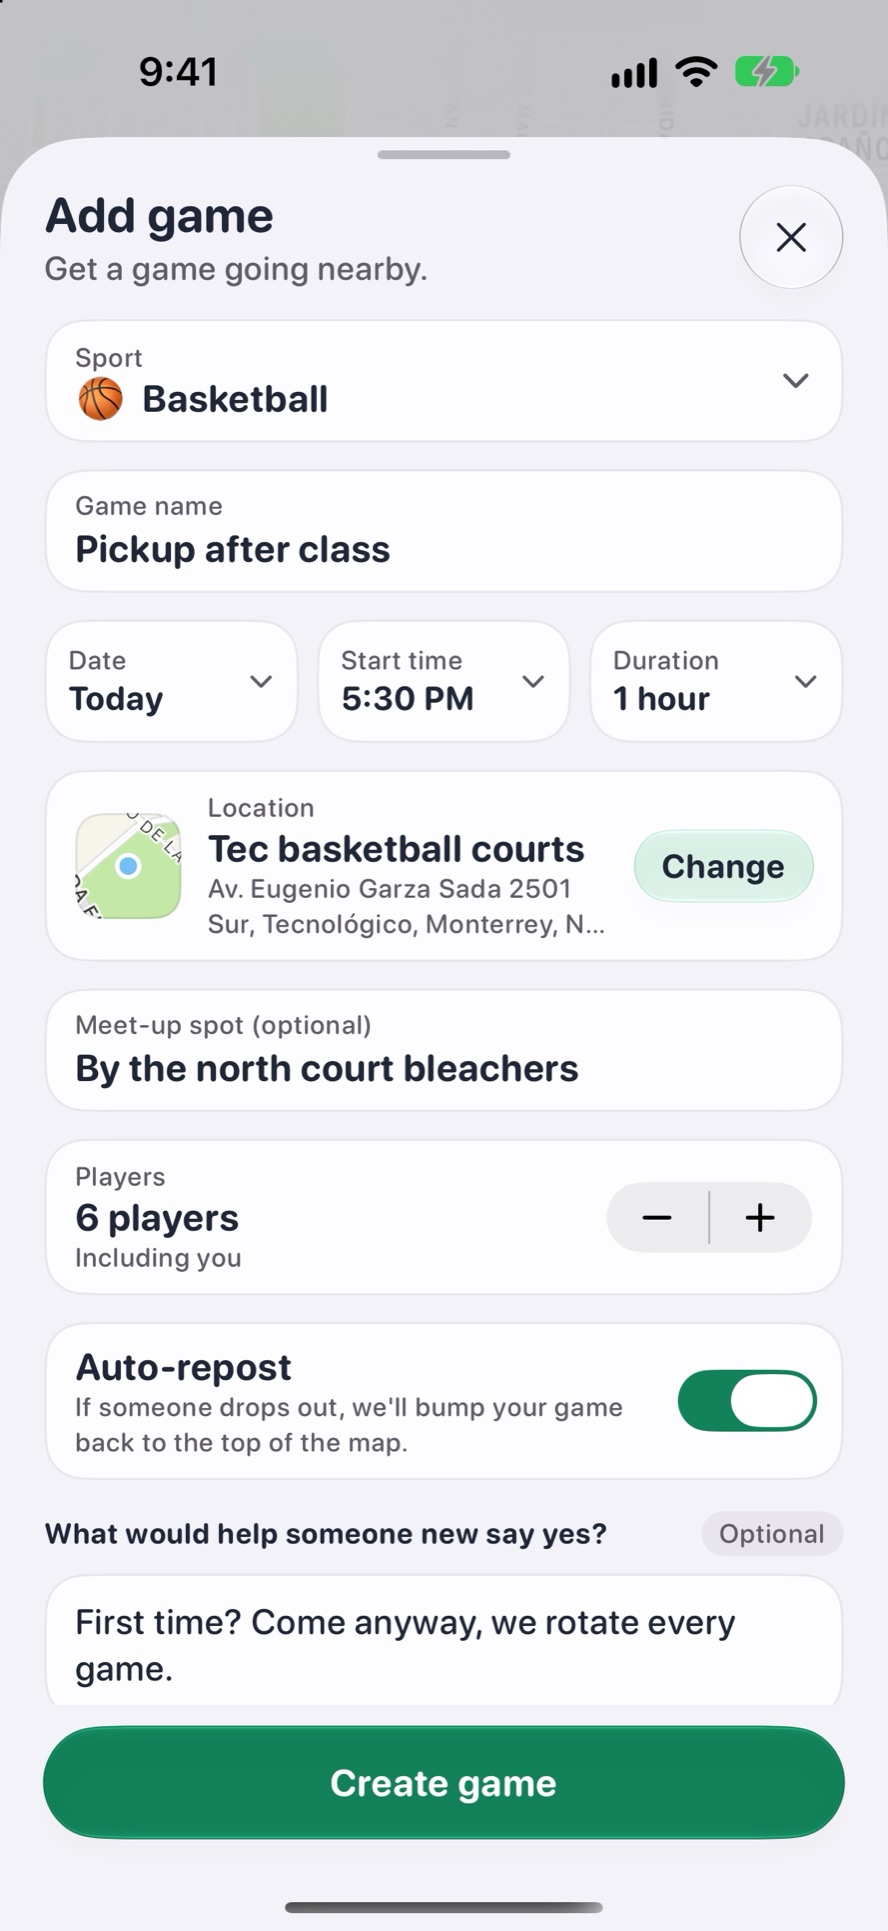 9:41
JARDIN
Add game
Get a game going nearby.
Sport
Basketball
Game name
Pickup after class
Date
Today
Start time
5:30 PM
Duration
1 hour
Location
Tec basketball courts
Av. Eugenio Garza Sada 2501
Sur, Tecnológico, Monterrey, N...
Change
DE LA
Meet-up spot (optional)
By the north court bleachers
Players
6 players
Including you
Auto-repost
If someone drops out, we'll bump your game
back to the top of the map.
What would help someone new say yes?
Optional
First time? Come anyway, we rotate every
game.
Create game